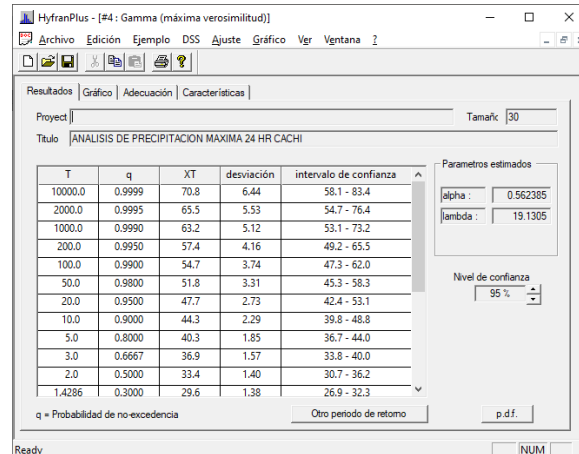 HyfranPlus - [#4 : Gamma (máxima verosimilitud)]
Archivo Edición Ejemplo DSS Ajuste Gráfico Ver Ventana ?
Resultados Gráfico Adecuación Características
Proyect Tamañc 30
Titulo ANALISIS DE PRECIPITACION MAXIMA 24 HR CACHI
T q XT desviación intervalo de confianza
10000.0 0.9999 70.8 6.44 58.1 - 83.4
2000.0 0.9995 65.5 5.53 54.7 - 76.4
1000.0 0.9990 63.2 5.12 53.1 - 73.2
200.0 0.9950 57.4 4.16 49.2 - 65.5
100.0 0.9900 54.7 3.74 47.3 - 62.0
50.0 0.9800 51.8 3.31 45.3 - 58.3
20.0 0.9500 47.7 2.73 42.4 - 53.1
10.0 0.9000 44.3 2.29 39.8 - 48.8
5.0 0.8000 40.3 1.85 36.7 - 44.0
3.0 0.6667 36.9 1.57 33.8 - 40.0
2.0 0.5000 33.4 1.40 30.7 - 36.2
1.4286 0.3000 29.6 1.38 26.9 - 32.3
Parametros estimados
alpha : 0.562385
lambda : 19.1305
Nivel de confianza
95 %
q = Probabilidad de no-excedencia
Otro periodo de retorno
p.d.f.
Ready NUM